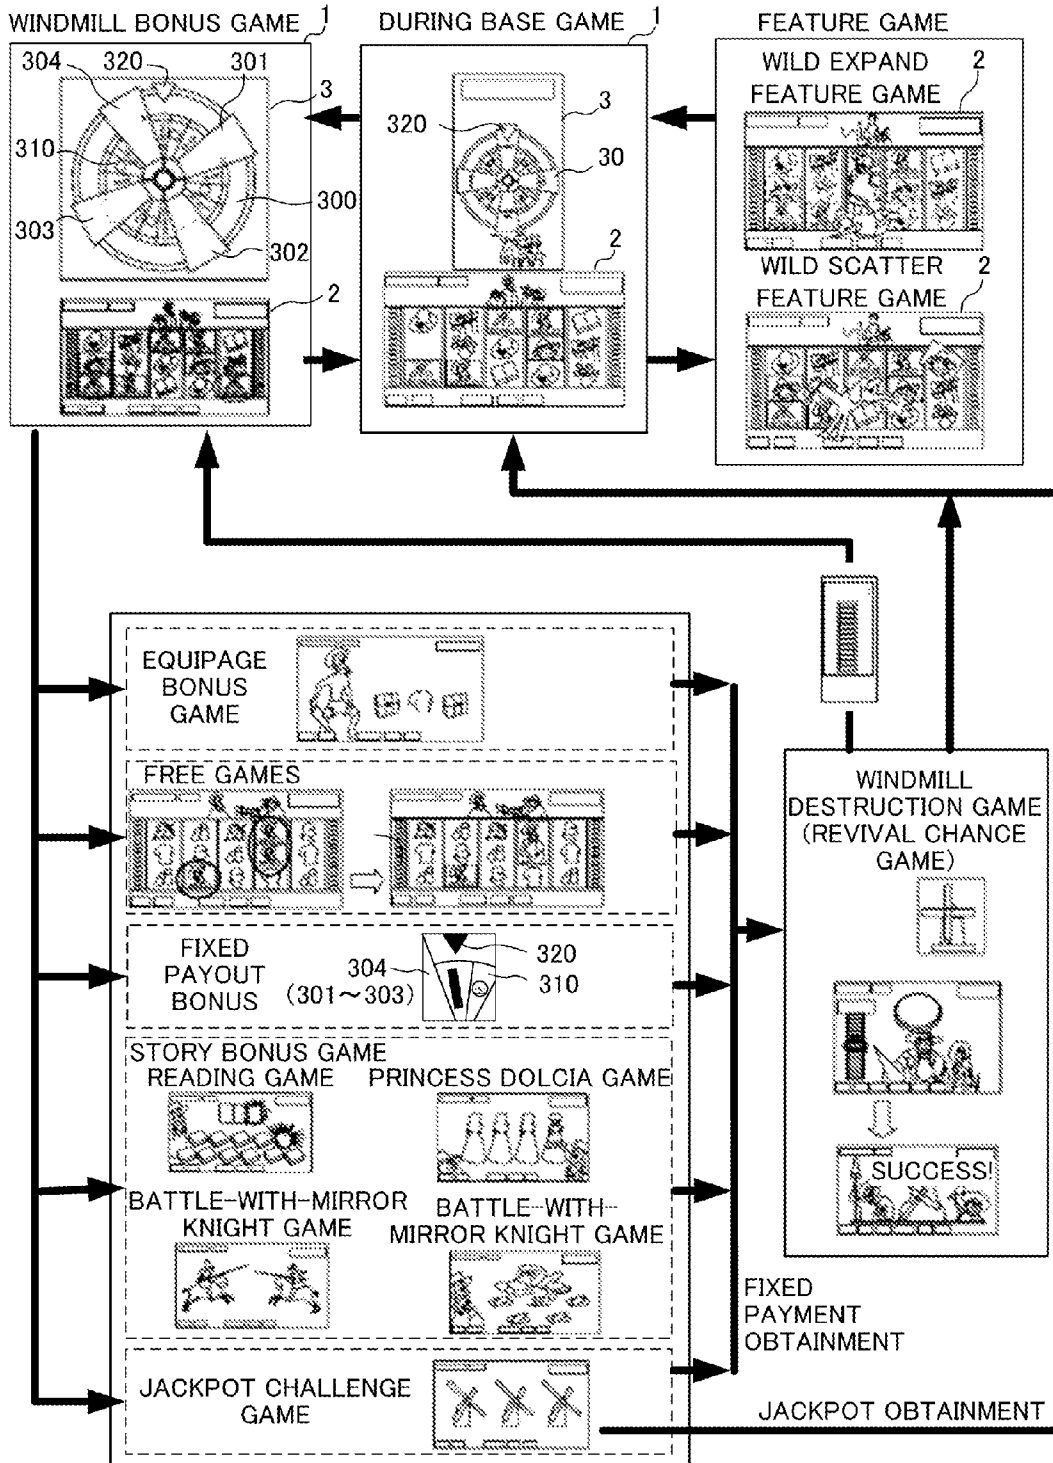 WINDMILL BONUS GAME
1
304
320
301
3
310
300
303
302
2
DURING BASE GAME
1
3
320
30
2
FEATURE GAME
WILD EXPAND
FEATURE GAME
2
WILD SCATTER
FEATURE GAME
2
EQUIPAGE
BONUS
GAME
FREE GAMES
FIXED
PAYOUT
BONUS
304
(301~303)
320
310
STORY BONUS GAME
READING GAME
PRINCESS DOLCIA GAME
BATTLE-WITH-MIRROR
KNIGHT GAME
BATTLE-WITH-
MIRROR KNIGHT GAME
JACKPOT CHALLENGE
GAME
WINDMILL
DESTRUCTION GAME
(REVIVAL CHANCE
GAME)
SUCCESS!
FIXED
PAYMENT
OBTAINMENT
JACKPOT OBTAINMENT